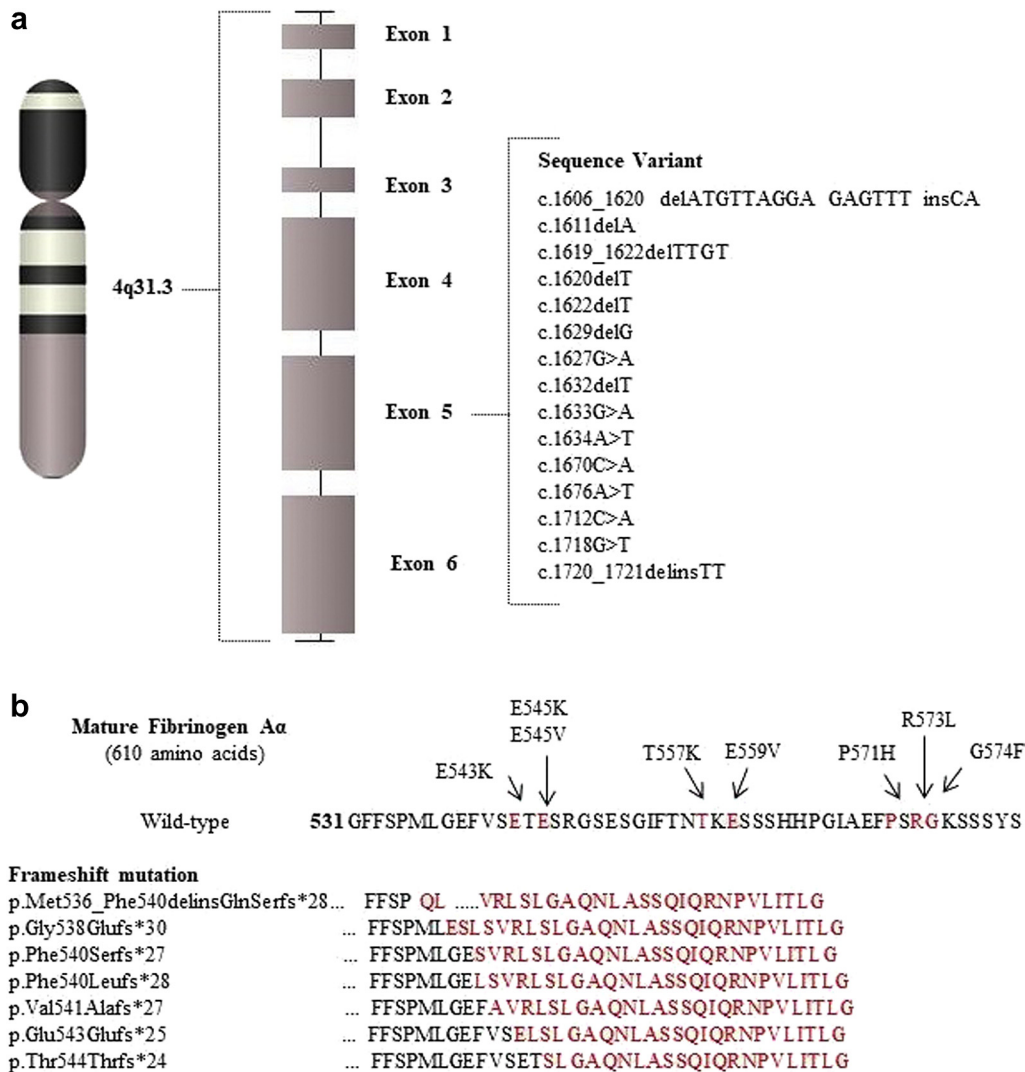 a
Exon 1
Exon 2
Exon 3
Exon 4
4q31.3
Exon 5
Exon 6
Sequence Variant
c.1606_1620 delATGTTAGGA GAGTTT insCA
c.1611delA
c.1619_1622delTTGT
c.1620delT
c.1622delT
c.1629delG
c.1627G>A
c.1632delT
c.1633G>A
c.1634A>T
c.1670C>A
c.1676A>T
c.1712C>A
c.1718G>T
c.1720_1721delinsTT
b
Mature Fibrinogen Aα
(610 amino acids)
E543K
E545K
E545V
T557K
E559V
P571H
R573L
G574F
Wild-type 531GFFSPMLGEFVSETESRGSESGIFTNTKESSSHHPGIAEFPSRGKSSSYS
Frameshift mutation
p.Met536_Phe540delinsGlnSerfs*28... FFSP QL .....VRLSLGAQNLASSQIQRNPVLITLG
p.Gly538Glufs*30 ... FFSPMLESLSVRLSLGAQNLASSQIQRNPVLITLG
p.Phe540Serfs*27 ... FFSPMLGESVRLSLGAQNLASSQIQRNPVLITLG
p.Phe540Leufs*28 ... FFSPMLGELSVRLSLGAQNLASSQIQRNPVLITLG
p.Val541Alafs*27 ... FFSPMLGEFAVRLSLGAQNLASSQIQRNPVLITLG
p.Glu543Glufs*25 ... FFSPMLGEFVSELSLGAQNLASSQIQRNPVLITLG
p.Thr544Thrfs*24 ... FFSPMLGEFVSETSLGAQNLASSQIQRNPVLITLG